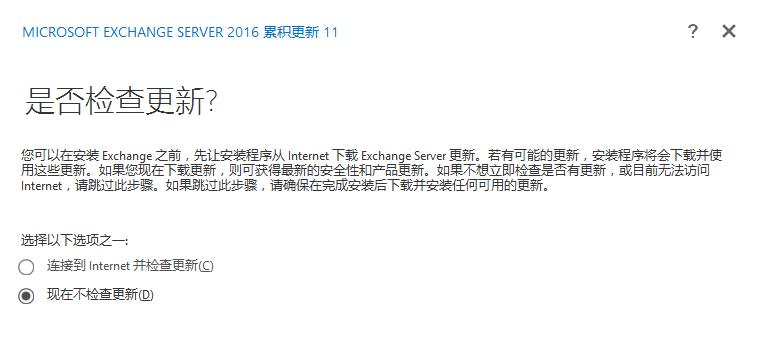 MICROSOFT EXCHANGE SERVER 2016 累积更新 11
?
是否检查更新?
您可以在安装 Exchange 之前，先让安装程序从 Internet 下载 Exchange Server 更新。若有可能的更新，安装程序将会下载并使
用这些更新。如果您现在下载更新，则可获得最新的安全性和产品更新。如果不想立即检查是否有更新，或目前无法访问
Internet，请跳过此步骤。如果跳过此步骤，请确保在完成安装后下载并安装任何可用的更新。
选择以下选项之一:
连接到 Internet 并检查更新(C)
现在不检查更新(D)